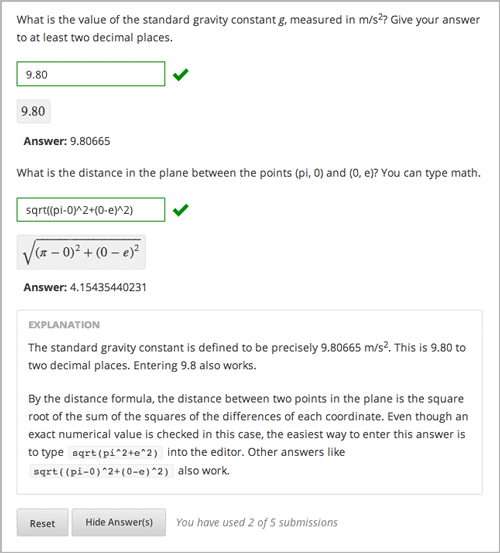 What is the value of the standard gravity constant g, measured in m/s²? Give your answer
to at least two decimal places.
9.80
9.80
Answer: 9.80665
What is the distance in the plane between the points (pi, 0) and (0, e)? You can type math.
sqrt((pi-0)^2+(0-e)^2)
√(π − 0)² + (0 − e)²
Answer: 4.15435440231
EXPLANATION
The standard gravity constant is defined to be precisely 9.80665 m/s². This is 9.80 to
two decimal places. Entering 9.8 also works.
By the distance formula, the distance between two points in the plane is the square
root of the sum of the squares of the differences of each coordinate. Even though an
exact numerical value is checked in this case, the easiest way to enter this answer is
to type sqrt(pi^2+e^2) into the editor. Other answers like
sqrt((pi-0)^2+(0-e)^2) also work.
Reset Hide Answer(s) You have used 2 of 5 submissions